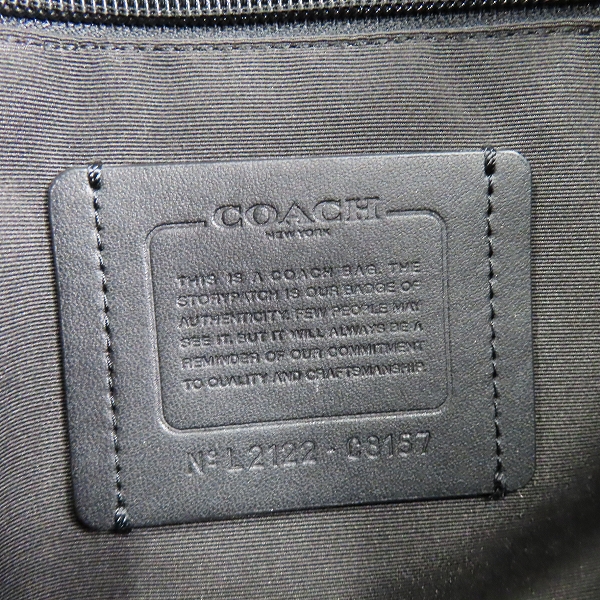 COACH
NEW YORK
THIS IS A COACH BAG. THE
STORYPATCH IS OUR BADGE OF
AUTHENTICITY. FEW PEOPLE MAY
SEE IT, BUT IT WILL ALWAYS BE A
REMINDER OF OUR COMMITMENT
TO QUALITY AND CRAFTSMANSHIP.
Nº L2122 - C8157